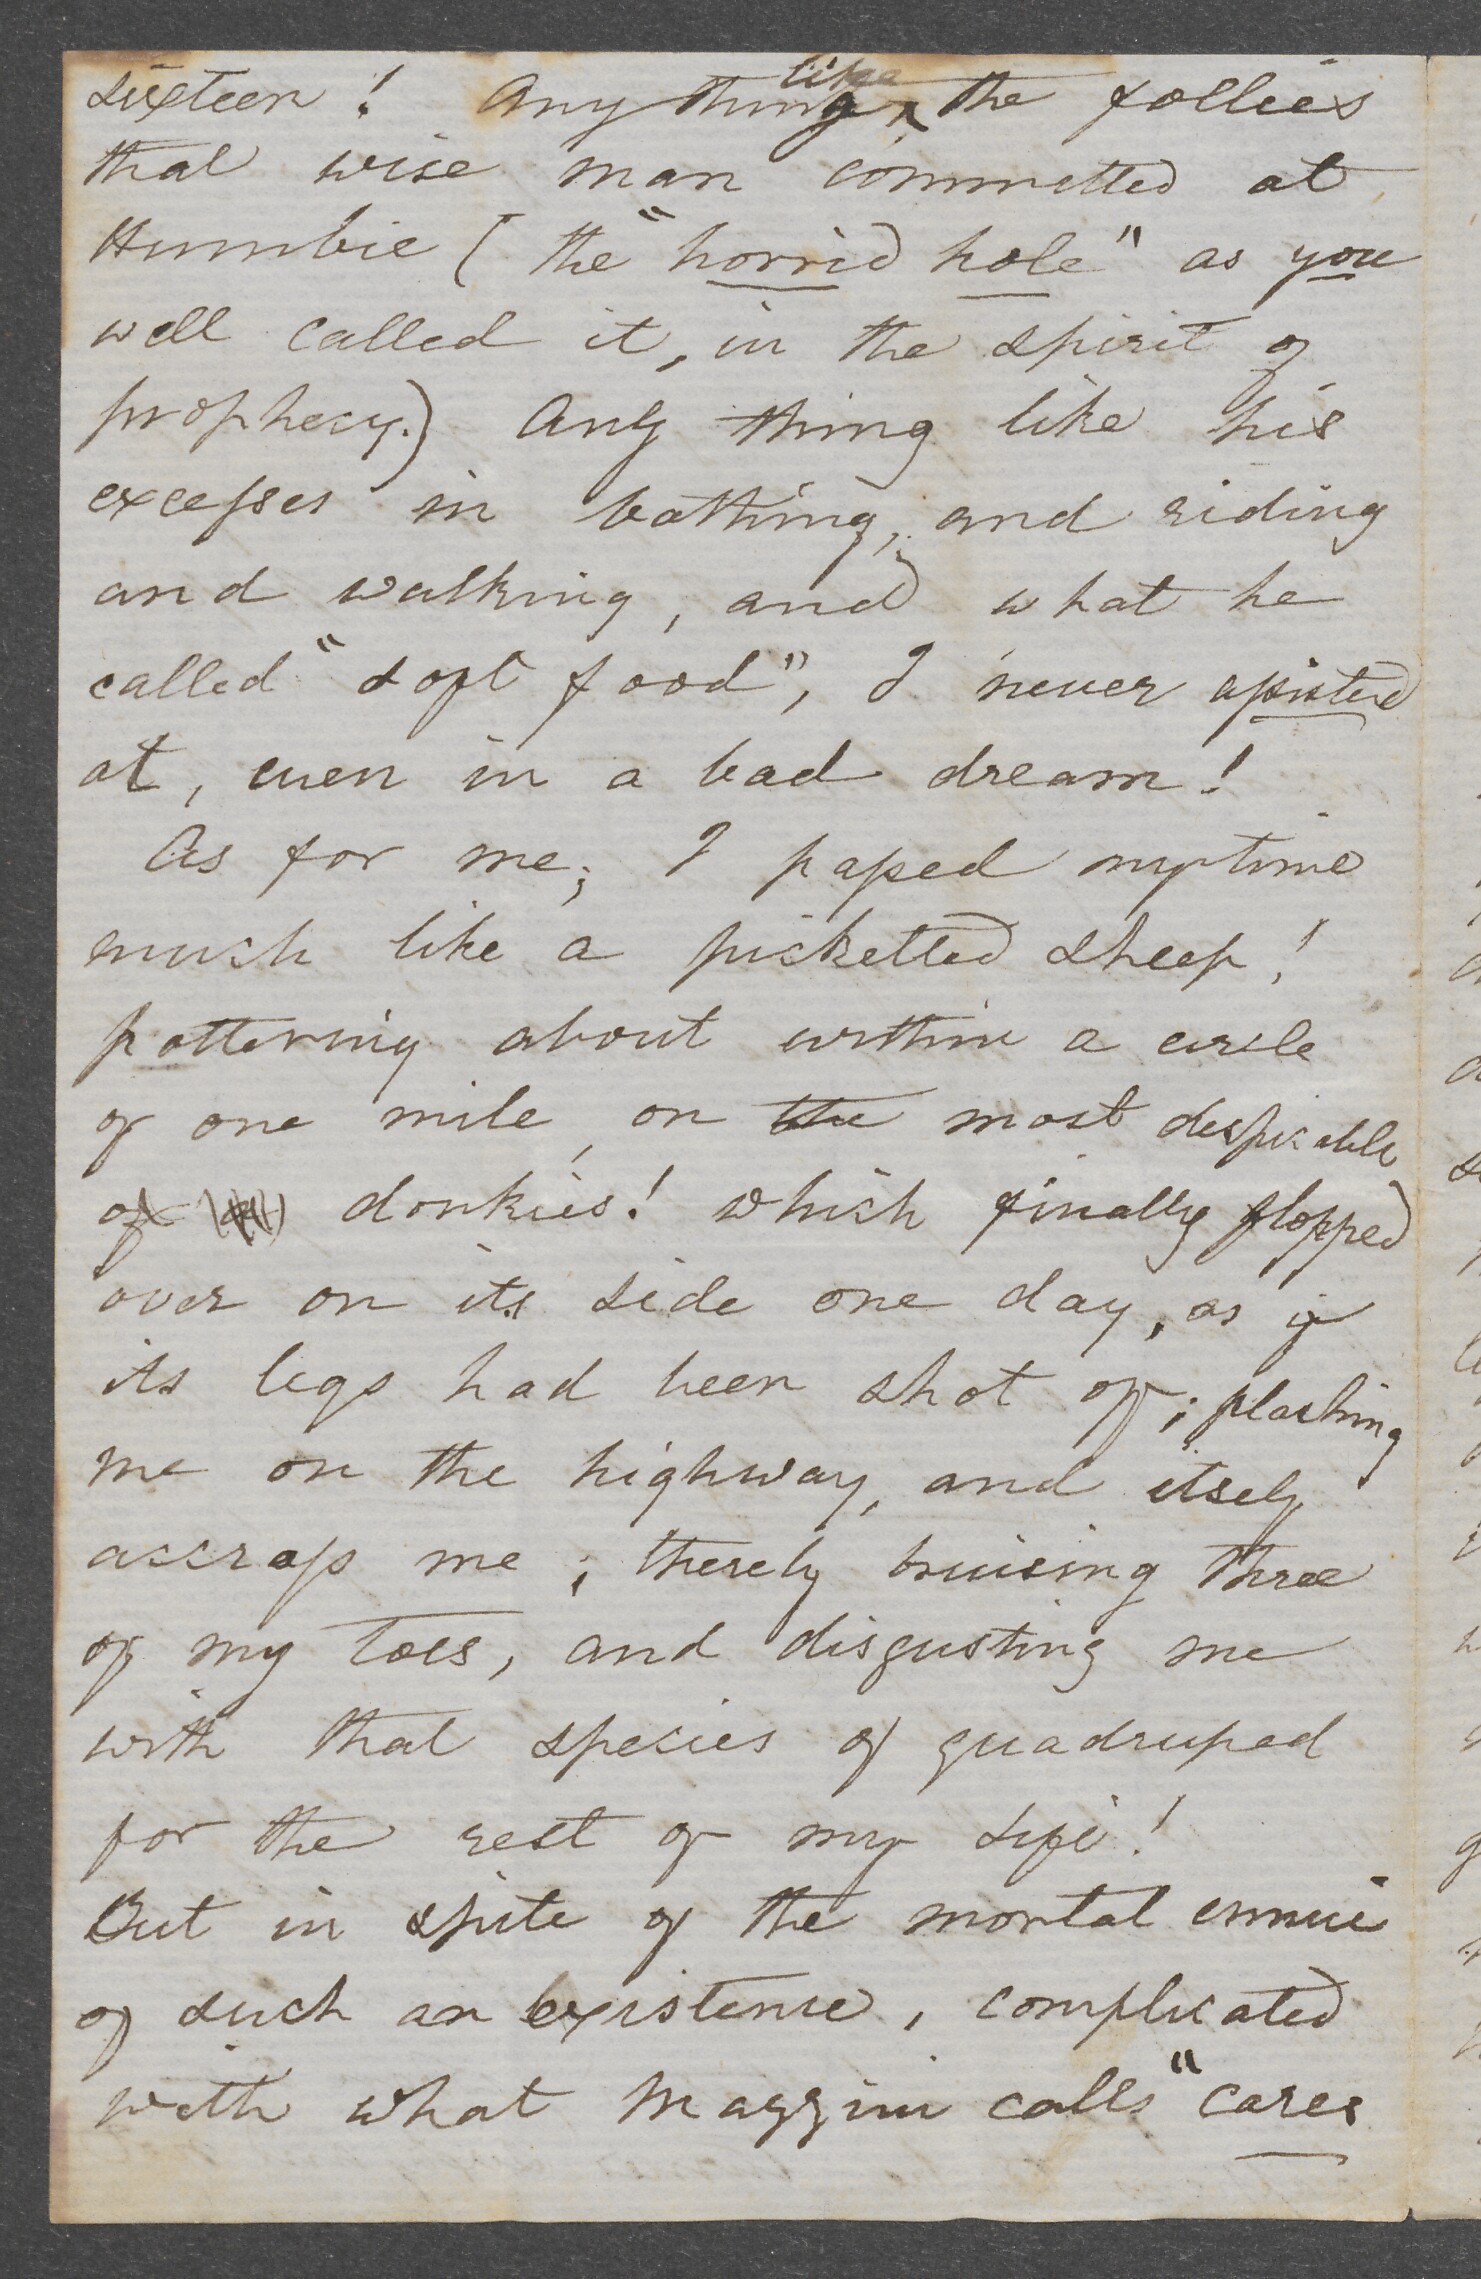 sixteen! Any thing like the follies
that wise man committed at
Humbie (the "horrid hole" as you
well called it, in the spirit of
prophecy.) Any thing like his
excesses in bathing, and riding
and walking, and what he
called "soft food", I never assisted
at, even in a bad dream!
As for me; I passed my time
much like a picketted sheep!
pottering about within a circle
of one mile, on the most despicable
of donkies! which finally flopped
over on its side one day, as if
its legs had been shot off; plashing
me on the highway, and itself
across me; thereby bruising three
of my toes, and disgusting me
with that species of quadruped
for the rest of my life!
But in spite of the mortal ennui
of such an existence, complicated
with what Mazzini calls "cares